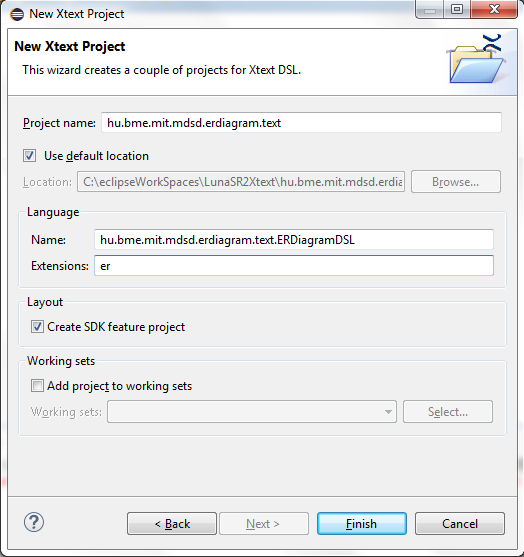 New Xtext Project
New Xtext Project
This wizard creates a couple of projects for Xtext DSL.
Project name: hu.bme.mit.mdsd.erdiagram.text
Use default location
Location: C:\eclipseWorkSpaces\LunaSR2Xtext\hu.bme.mit.mdsd.erdia Browse...
Language
Name: hu.bme.mit.mdsd.erdiagram.text.ERDiagramDSL
Extensions: er
Layout
Create SDK feature project
Working sets
Add project to working sets
Working sets: Select...
? < Back Next > Finish Cancel